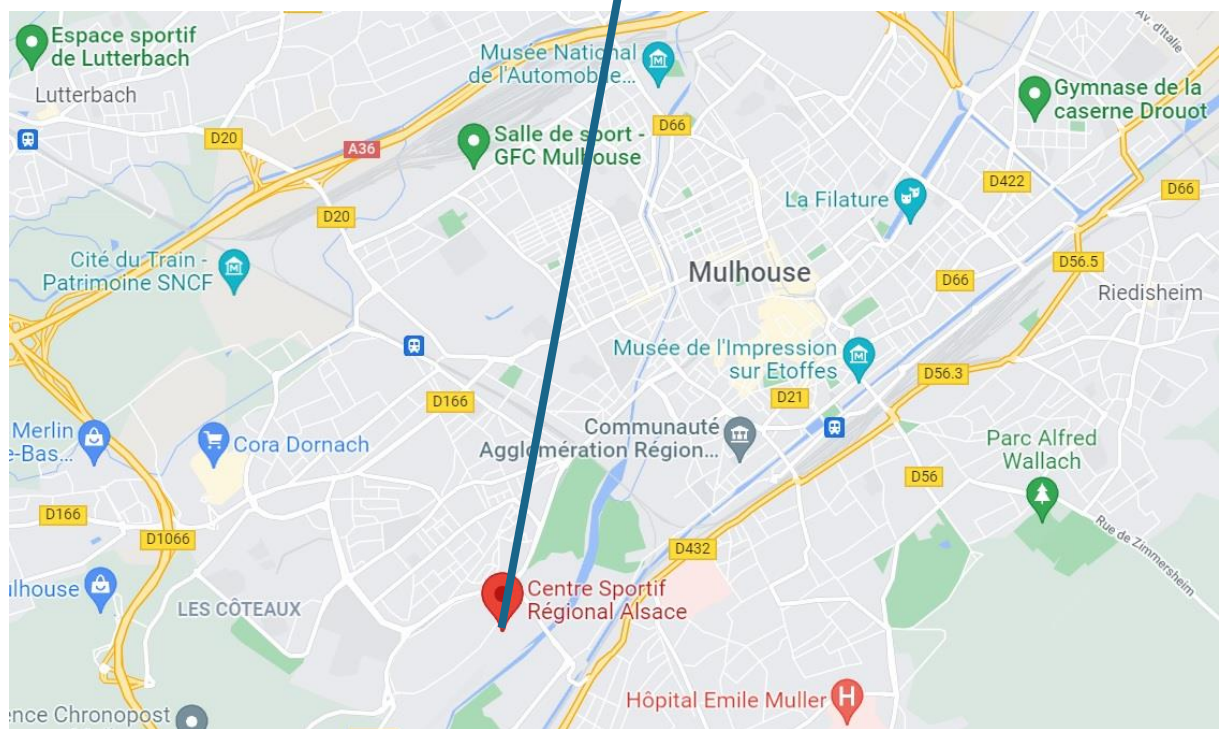 Espace sportif
de Lutterbach
Lutterbach
Musée National
de l'Automobile...
Av. d'Italie
Gymnase de la
caserne Drouot
D20
A36
Salle de sport -
GFC Mulhouse
D66
D422
D66
La Filature
D20
Cité du Train -
Patrimoine SNCF
Mulhouse
D66
D56.5
Riedisheim
Musée de l'Impression
sur Etoffes
D56.3
D166
D21
Merlin
e-Bas...
Cora Dornach
Communauté
Agglomération Région...
Parc Alfred
Wallach
D56
D166
D1066
D432
Rue de Zimmersheim
ulhouse
LES CÔTEAUX
Centre Sportif
Régional Alsace
Hôpital Emile Muller
H
ence Chronopost